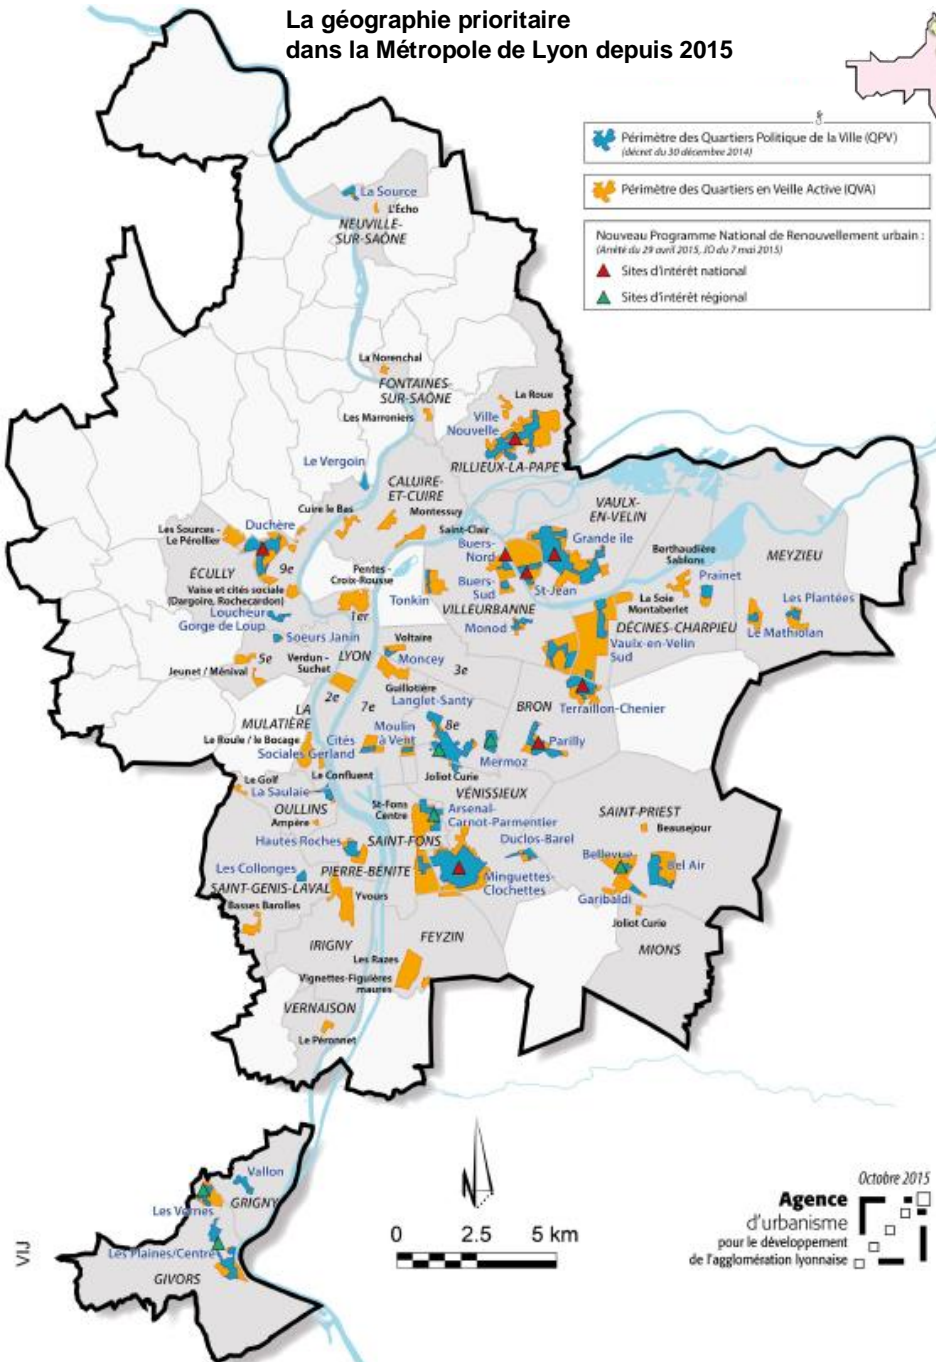 La géographie prioritaire
dans la Métropole de Lyon depuis 2015
Périmètre des Quartiers Politique de la Ville (QPV)
(décret du 30 décembre 2014)
Périmètre des Quartiers en Veille Active (QVA)
Nouveau Programme National de Renouvellement urbain :
(Arrêté du 29 avril 2015, JO du 7 mai 2015)
Sites d'intérêt national
Sites d'intérêt régional
La Source
L'Écho
NEUVILLE-
SUR-SAÔNE
La Norenchal
FONTAINES-
SUR-SAÔNE
Les Marroniers
La Roue
Ville
Nouvelle
RILLIEUX-LA-PAPE
Le Vergoin
CALUIRE-
ET-CUIRE
Cuire le Bas
Montessuy
VAULX-
EN-VELIN
Les Sources -
Le Pérollier
Duchère
Saint-Clair
Buers-
Nord
Grande ile
Berthaudière
Sablons
MEYZIEU
ÉCULLY
9e
Pentes -
Croix-Rousse
Prainet
Vaise et cités sociale
(Dargoire, Rochecardon)
Tonkin
Buers-
Sud
St-Jean
La Soie
Montaberlet
Les Plantées
1er
VILLEURBANNE
Loucheur
Gorge de Loup
Monod
DÉCINES-CHARPIEU
Le Mathiolan
Soeurs Janin
Voltaire
Vaulx-en-Velin
Sud
5e
Verdun -
Suchet
LYON
Moncey
3e
Jeunet / Ménival
Guillotière
2e
7e
Langlet-Santy
BRON
Terraillon-Chenier
LA
MULATIÈRE
Moulin
à Vent
8e
Le Roule / le Bocage
Cités
Sociales Gerland
Parilly
Mermoz
Le Confluent
Joliot Curie
Le Golf
La Saulaie
VÉNISSIEUX
OULLINS
St-Fons
Centre
Arsenal-
Carnot-Parmentier
SAINT-PRIEST
Ampère
Beausejour
Hautes Roches
SAINT-FONS
Duclos-Barel
Bellevue
Bel Air
Les Collonges
PIERRE-BÉNITE
Minguettes-
Clochettes
SAINT-GENIS-LAVAL
Yvours
Garibaldi
Basses Barolles
Joliot Curie
IRIGNY
FEYZIN
MIONS
Les Razes
Vignettes-Figuières
maures
VERNAISON
Le Péronnet
Vallon
GRIGNY
Les Vernes
Les Plaines/Centre
GIVORS
VIJ
0 2.5 5 km
Octobre 2015
Agence
d'urbanisme
pour le développement
de l'agglomération lyonnaise